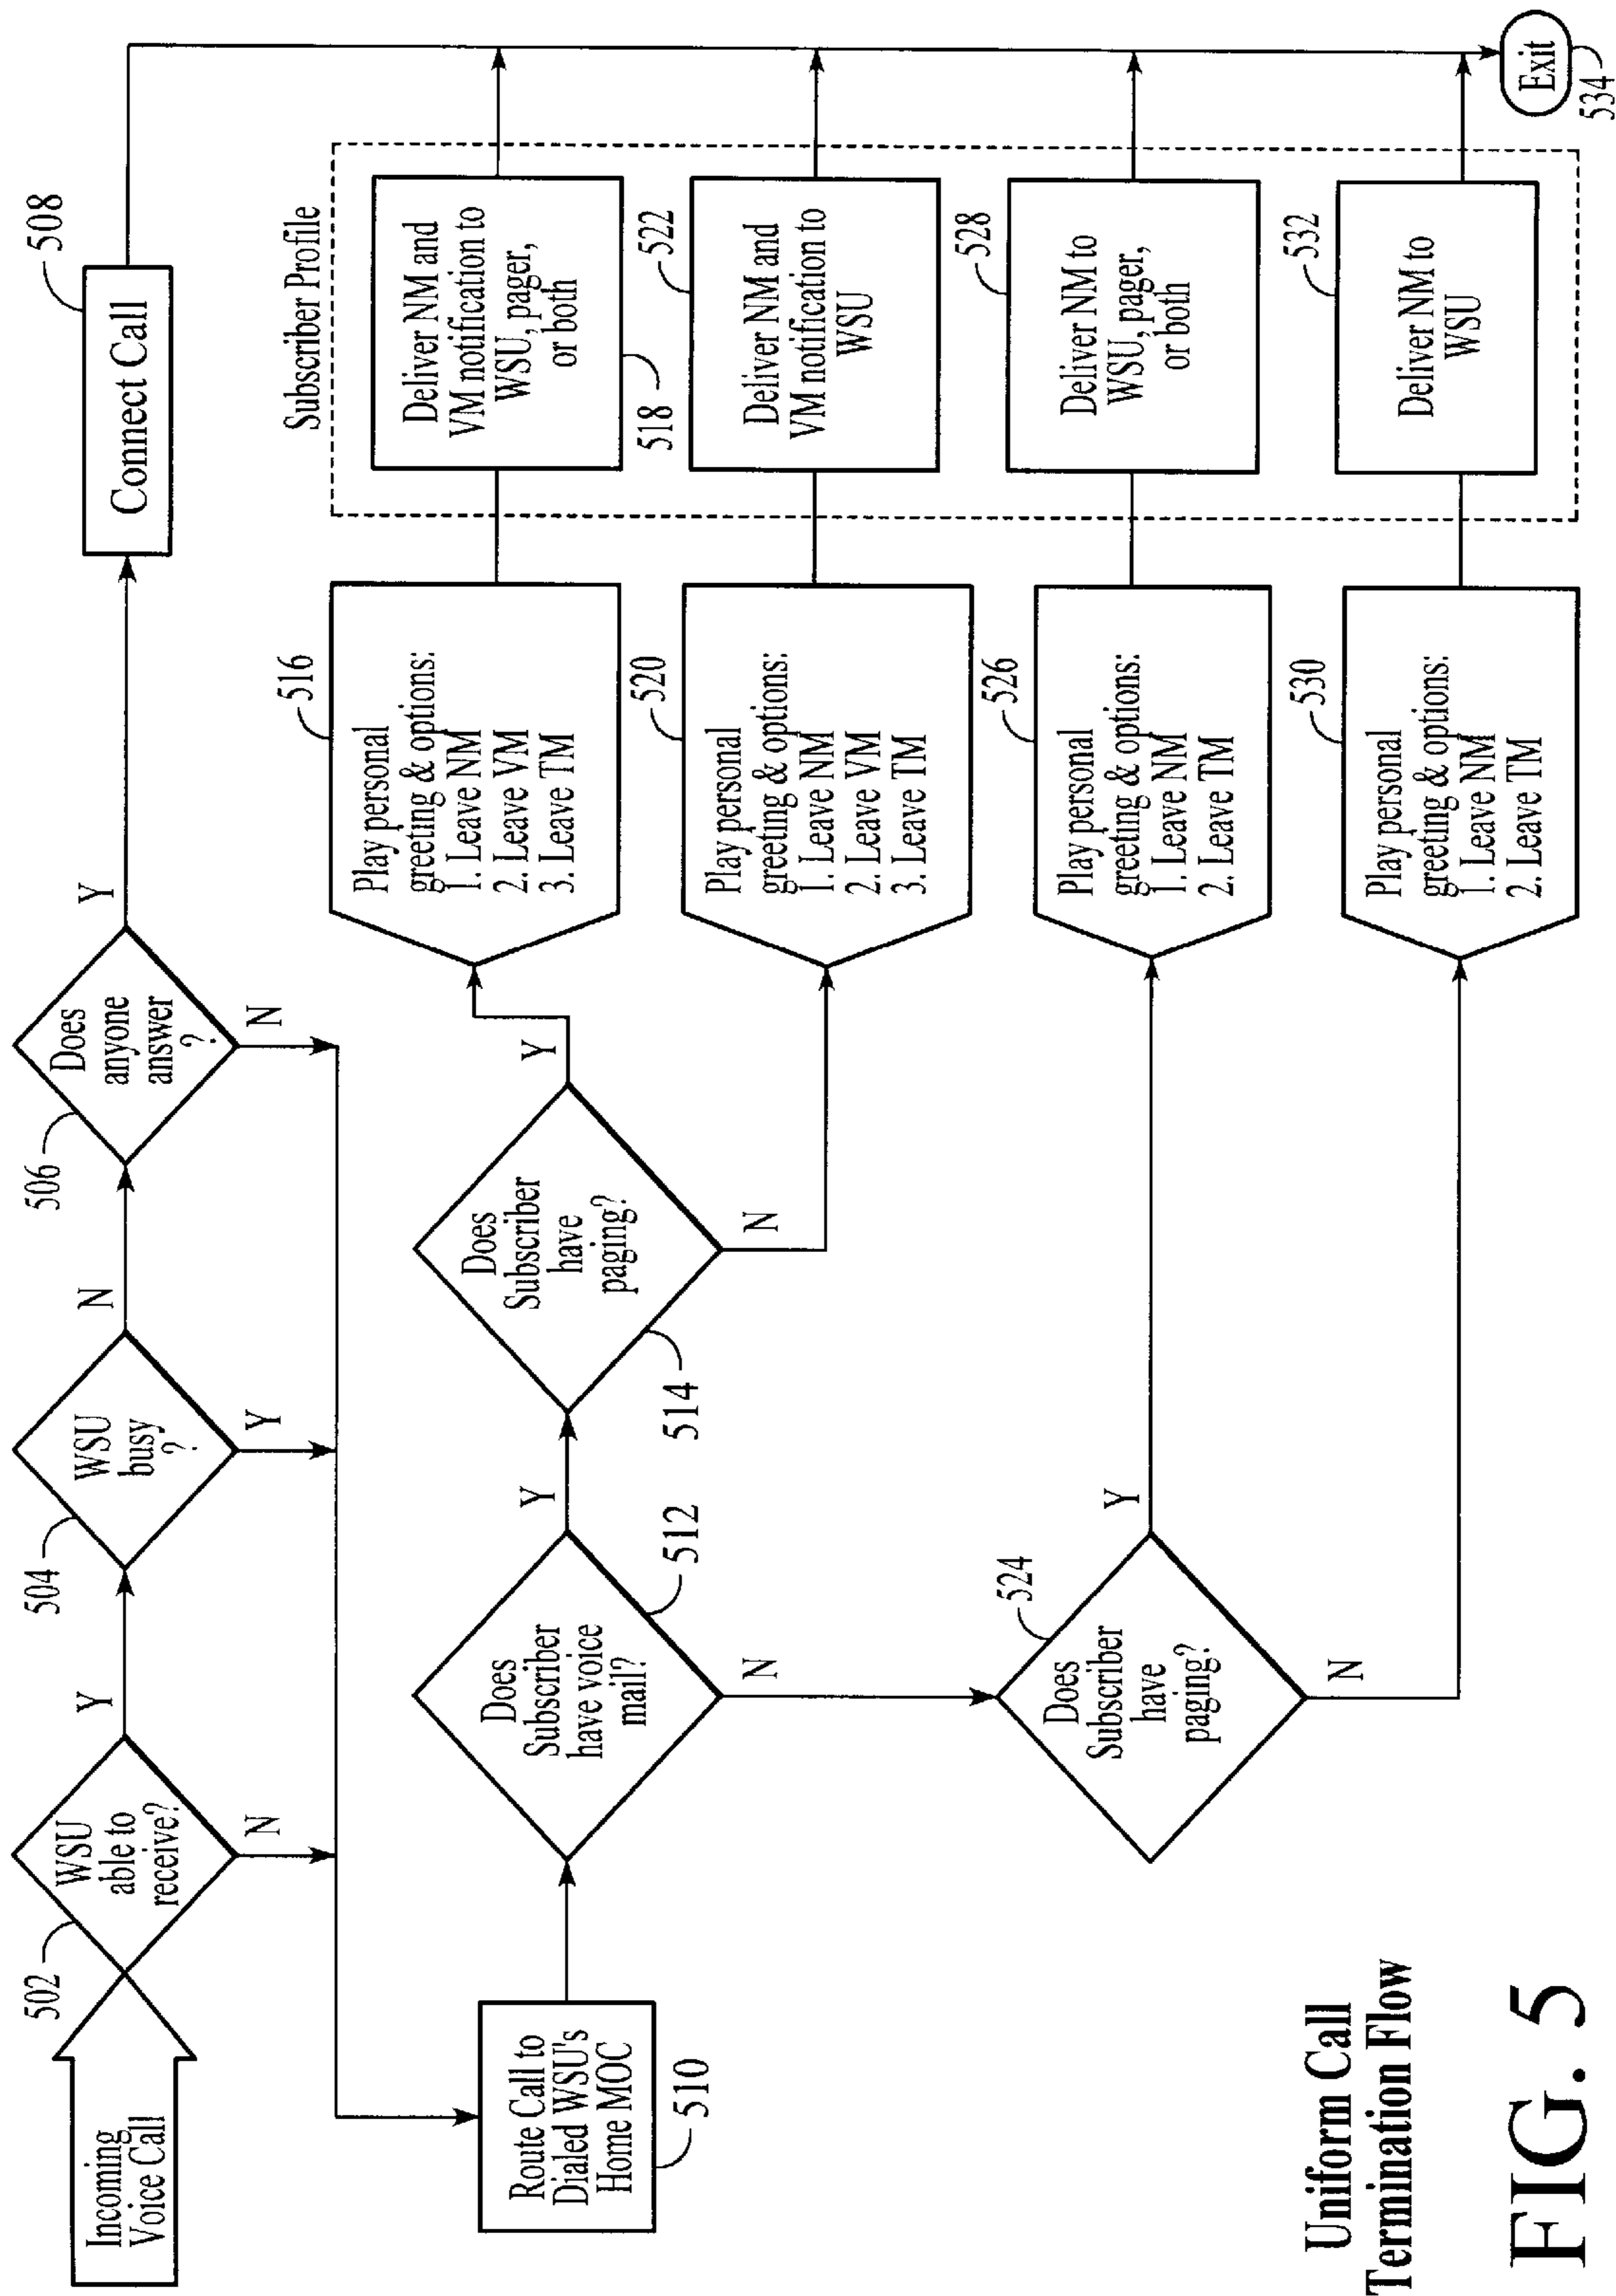 Incoming
Voice Call
502
WSU
able to
receive?
Y
N
504
WSU
busy
?
N
Y
506
Does
anyone
answer
?
Y
N
508
Connect Call
Route Call to
Dialed WSU's
Home MOC
510
Does
Subscriber
have voice
mail?
512
Y
N
Does
Subscriber
have
paging?
514
Y
N
516
Play personal
greeting & options:
1. Leave NM
2. Leave VM
3. Leave TM
Subscriber Profile
Deliver NM and
VM notification to
WSU, pager,
or both
518
520
Play personal
greeting & options:
1. Leave NM
2. Leave VM
3. Leave TM
522
Deliver NM and
VM notification to
WSU
524
Does
Subscriber
have
paging?
Y
N
526
Play personal
greeting & options:
1. Leave NM
2. Leave TM
528
Deliver NM to
WSU, pager,
or both
530
Play personal
greeting & options:
1. Leave NM
2. Leave TM
532
Deliver NM to
WSU
Exit
534
Uniform Call
Termination Flow
FIG. 5